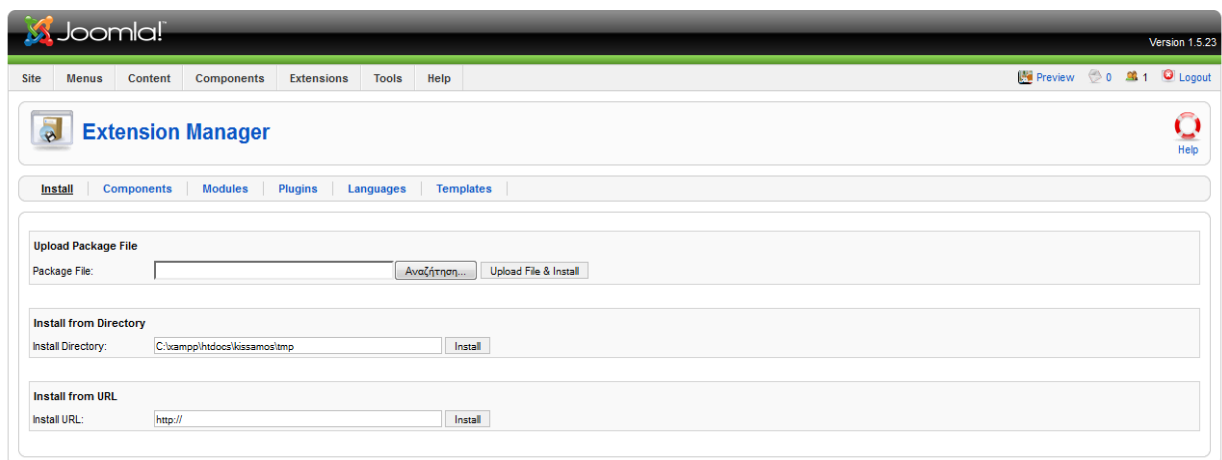 Joomla!™
Version 1.5.23
Site Menus Content Components Extensions Tools Help Preview 0 1 Logout
Extension Manager
Help
Install Components Modules Plugins Languages Templates
Upload Package File
Package File: Αναζήτηση... Upload File & Install
Install from Directory
Install Directory: C:\xampp\htdocs\kissamos\tmp Install
Install from URL
Install URL: http:// Install